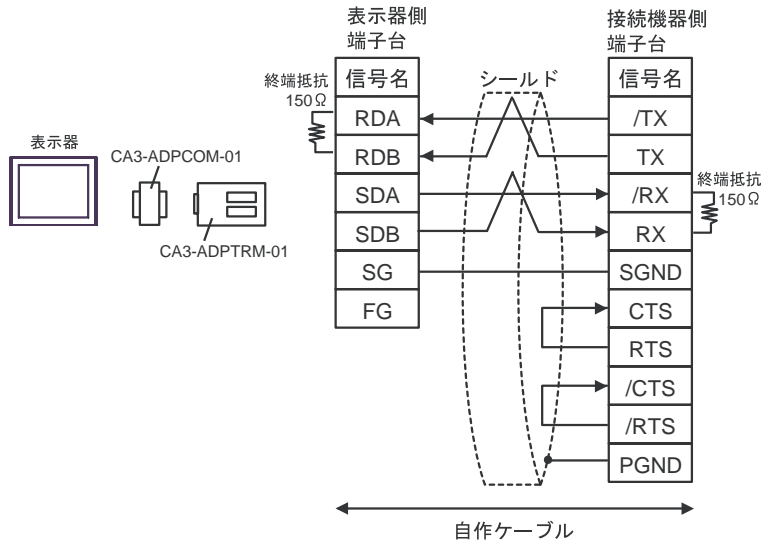 表示器側
端子台
接続機器側
端子台
終端抵抗
150Ω
信号名
シールド
信号名
RDA
/TX
表示器
CA3-ADPCOM-01
RDB
TX
SDA
/RX
終端抵抗
150Ω
CA3-ADPTRM-01
SDB
RX
SG
SGND
FG
CTS
RTS
/CTS
/RTS
PGND
自作ケーブル